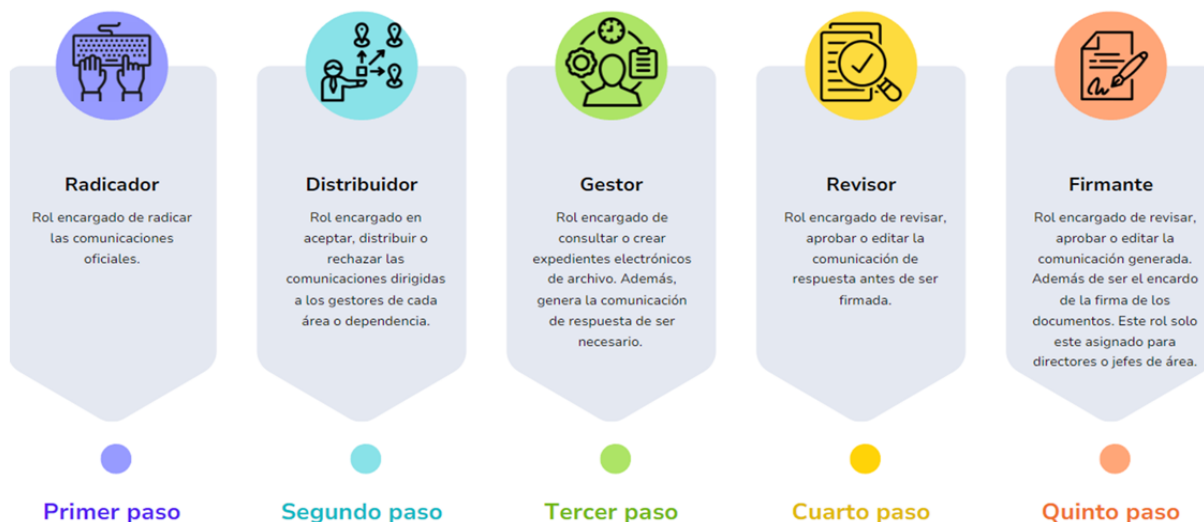 Radicador
Rol encargado de radicar
las comunicaciones
oficiales.
Distribuidor
Rol encargado en
aceptar, distribuir o
rechazar las
comunicaciones dirigidas
a los gestores de cada
área o dependencia.
Gestor
Rol encargado de
consultar o crear
expedientes electrónicos
de archivo. Además,
genera la comunicación
de respuesta de ser
necesario.
Revisor
Rol encargado de revisar,
aprobar o editar la
comunicación de
respuesta antes de ser
firmada.
Firmante
Rol encargado de revisar,
aprobar o editar la
comunicación generada.
Además de ser el encardo
de la firma de los
documentos. Este rol solo
este asignado para
directores o jefes de área.
Primer paso
Segundo paso
Tercer paso
Cuarto paso
Quinto paso